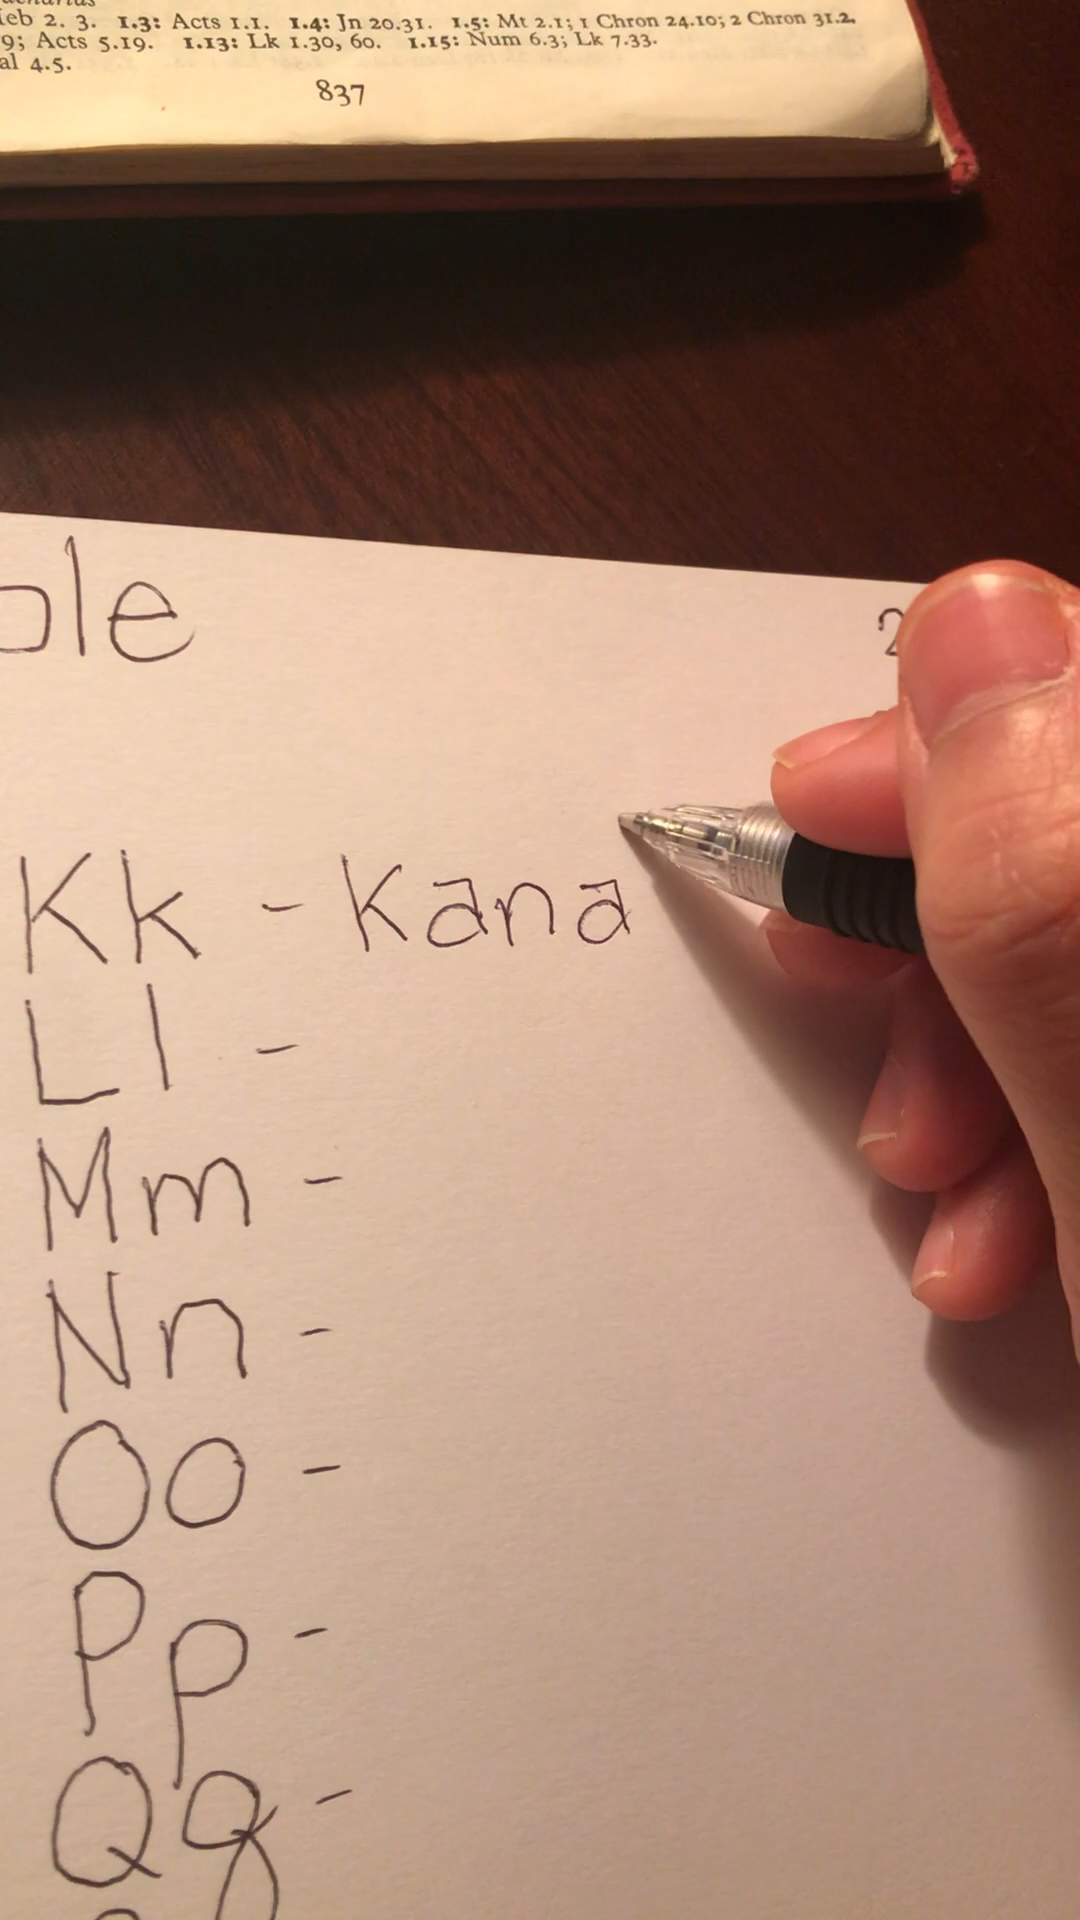 eb 2. 3. 1.3: Acts 1.1. 1.4: Jn 20.31. 1.5: Mt 2.1; 1 Chron 24.10; 2 Chron 31.2.
9; Acts 5.19. 1.13: Lk 1.30, 60. 1.15: Num 6.3; Lk 7.33.
al 4.5.
837
ble
2
Kk - Kana
Ll -
Mm -
Nn -
Oo -
Pp -
Qq -